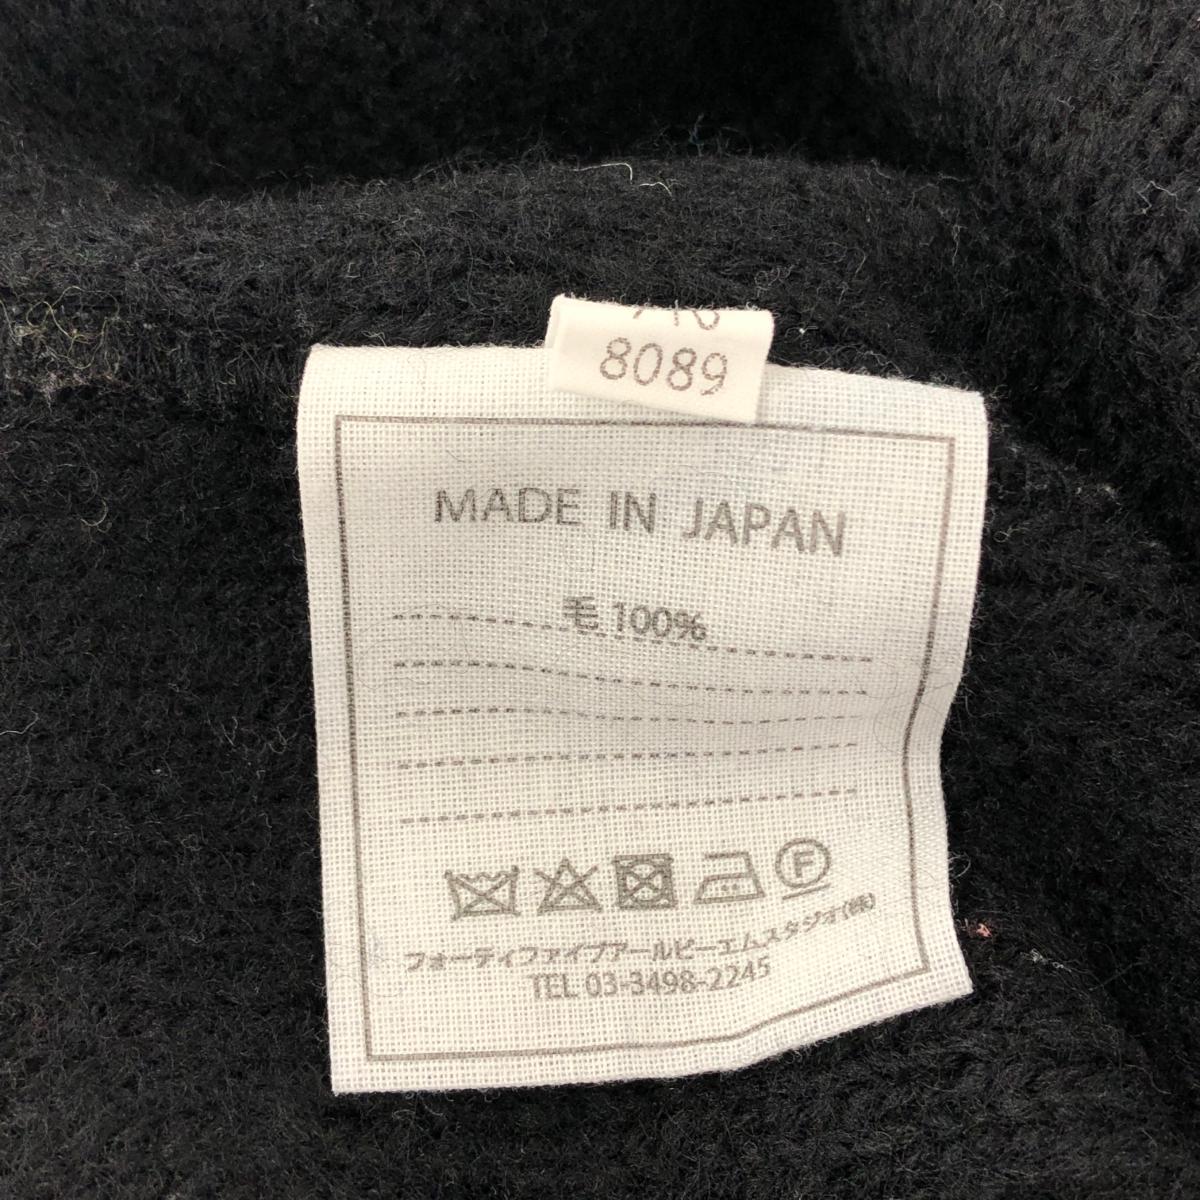 8089
MADE IN JAPAN
毛 100%
F
フォーティファイブアールピーエムスタジオ(株)
TEL 03-3498-2245